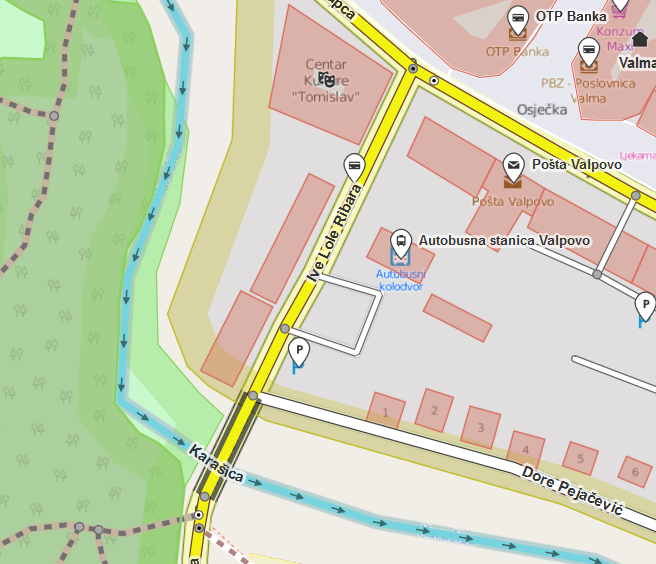 OTP Banka
OTP Banka
Konzum
Maxi
Valma
PBZ - Poslovnica
Valma
Centar
Kulture
"Tomislav"
Osječka
Ljekarna
Pošta Valpovo
Pošta Valpovo
Ive Lole Ribara
Autobusna stanica Valpovo
Autobusni
kolodvor
P
P
1
2
3
4
5
6
Karašica
Dore Pejačević